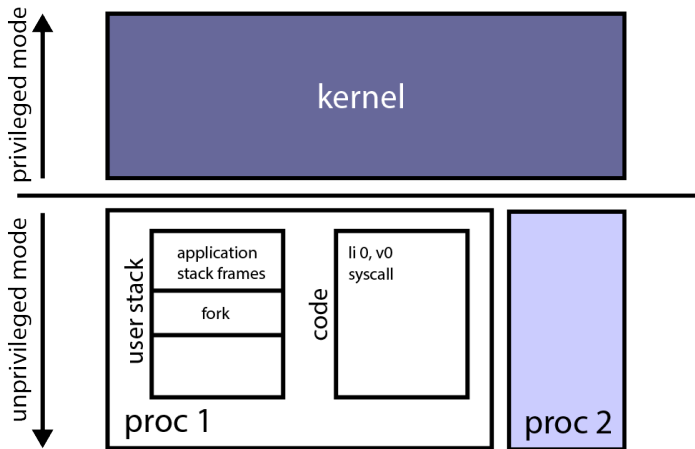 privileged mode
kernel
unprivileged mode
user stack
application
stack frames
fork
code
li 0, v0
syscall
proc 1
proc 2